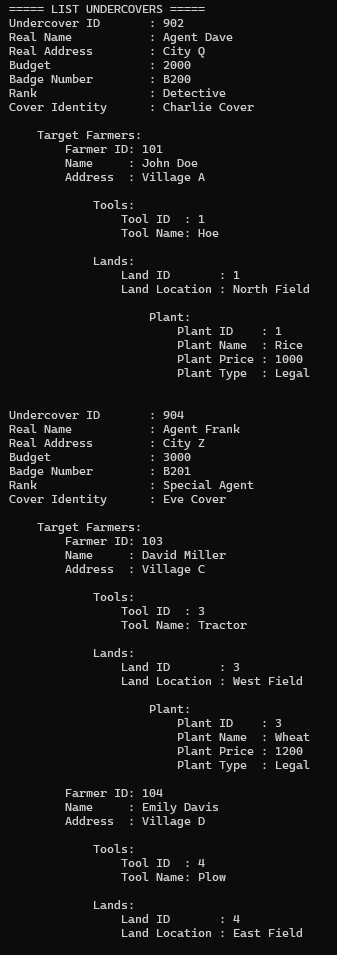 ===== LIST UNDERCOVERS =====
Undercover ID       : 902
Real Name           : Agent Dave
Real Address        : City Q
Budget              : 2000
Badge Number        : B200
Rank                : Detective
Cover Identity      : Charlie Cover

    Target Farmers:
        Farmer ID: 101
        Name     : John Doe
        Address  : Village A

            Tools:
                Tool ID  : 1
                Tool Name: Hoe

            Lands:
                Land ID       : 1
                Land Location : North Field

                    Plant:
                        Plant ID    : 1
                        Plant Name  : Rice
                        Plant Price : 1000
                        Plant Type  : Legal


Undercover ID       : 904
Real Name           : Agent Frank
Real Address        : City Z
Budget              : 3000
Badge Number        : B201
Rank                : Special Agent
Cover Identity      : Eve Cover

    Target Farmers:
        Farmer ID: 103
        Name     : David Miller
        Address  : Village C

            Tools:
                Tool ID  : 3
                Tool Name: Tractor

            Lands:
                Land ID       : 3
                Land Location : West Field

                    Plant:
                        Plant ID    : 3
                        Plant Name  : Wheat
                        Plant Price : 1200
                        Plant Type  : Legal

        Farmer ID: 104
        Name     : Emily Davis
        Address  : Village D

            Tools:
                Tool ID  : 4
                Tool Name: Plow

            Lands:
                Land ID       : 4
                Land Location : East Field